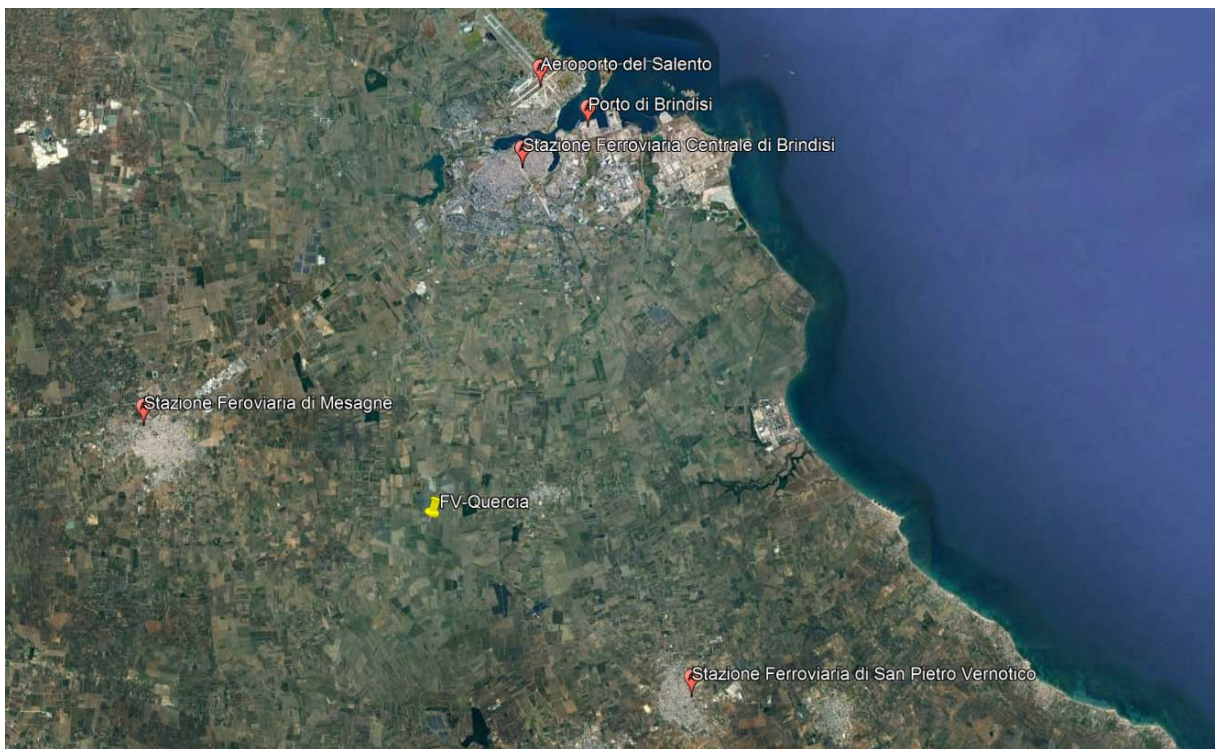 Aeroporto del Salento
Porto di Brindisi
Stazione Ferroviaria Centrale di Brindisi
Stazione Feroviaria di Mesagne
FV-Quercia
Stazione Ferroviaria di San Pietro Vernotico